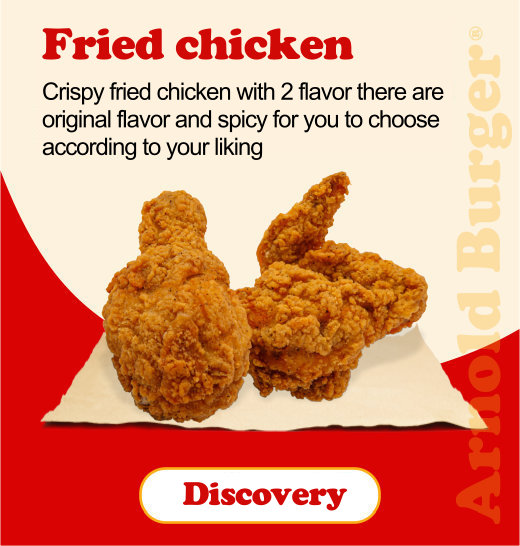 Fried chicken
Crispy fried chicken with 2 flavor there are
original flavor and spicy for you to choose
according to your liking
Arnold Burger®
Discovery